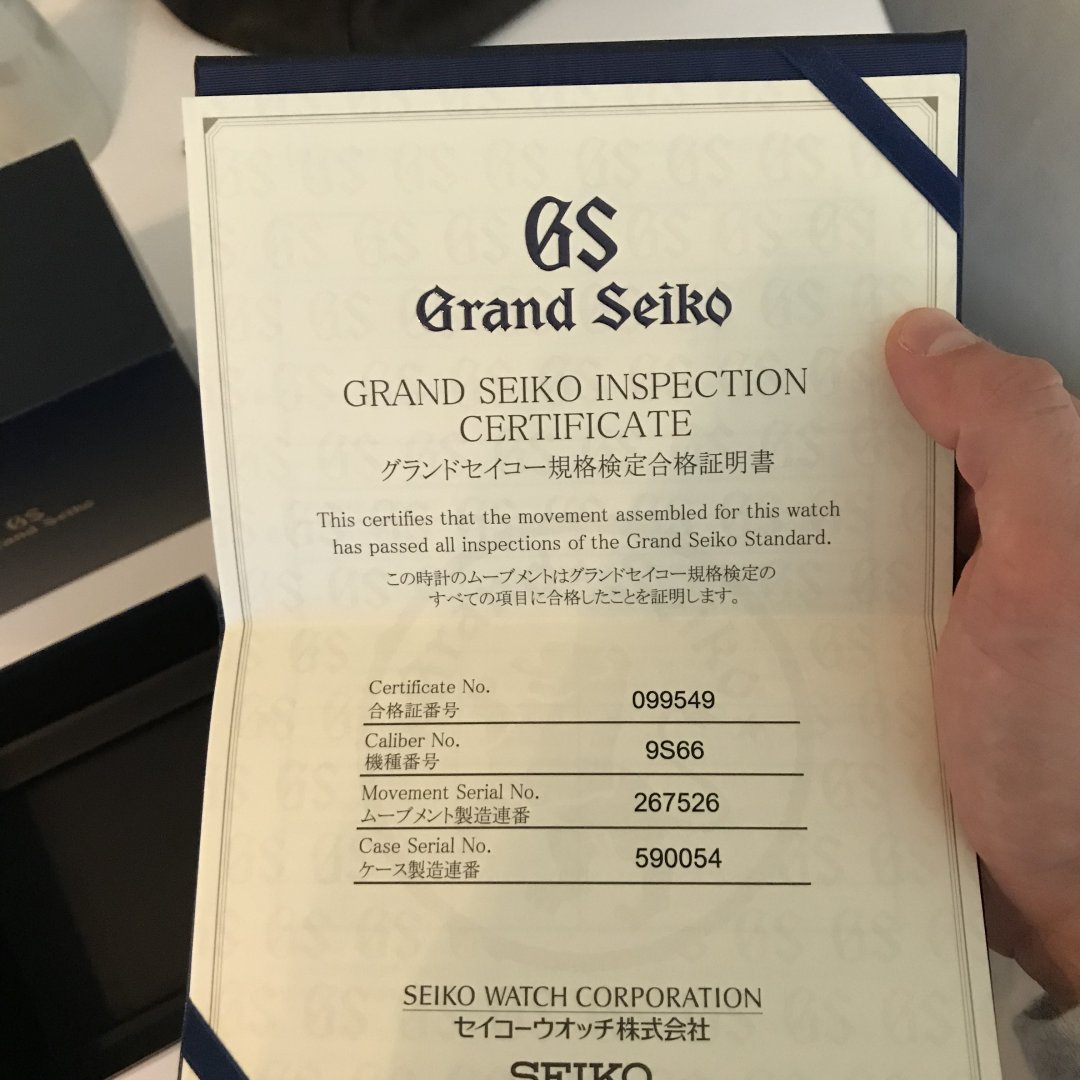 GS
Grand Seiko
GRAND SEIKO INSPECTION
CERTIFICATE
グランドセイコー規格検定合格証明書
This certifies that the movement assembled for this watch
has passed all inspections of the Grand Seiko Standard.
この時計のムーブメントはグランドセイコー規格検定の
すべての項目に合格したことを証明します。
Certificate No.
合格証番号
099549
Caliber No.
機種番号
9S66
Movement Serial No.
ムーブメント製造連番
267526
Case Serial No.
ケース製造連番
590054
SEIKO WATCH CORPORATION
セイコーウオッチ株式会社
SEIKO
GS
Grand Seiko